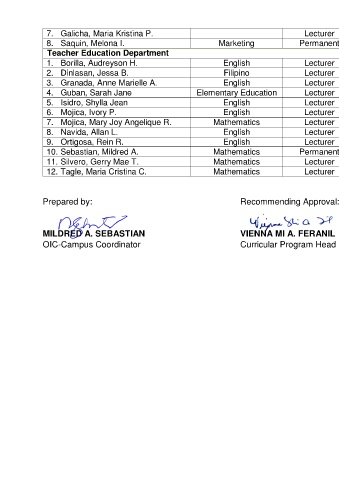 7. Galicha, Maria Kristina P. Lecturer
8. Saquin, Melona I. Marketing Permanent
Teacher Education Department
1. Borilla, Audreyson H. English Lecturer
2. Dinlasan, Jessa B. Filipino Lecturer
3. Granada, Anne Marielle A. English Lecturer
4. Guban, Sarah Jane Elementary Education Lecturer
5. Isidro, Shylla Jean English Lecturer
6. Mojica, Ivory P. English Lecturer
7. Mojica, Mary Joy Angelique R. Mathematics Lecturer
8. Navida, Allan L. English Lecturer
9. Ortigosa, Rein R. English Lecturer
10. Sebastian, Mildred A. Mathematics Permanent
11. Silvero, Gerry Mae T. Mathematics Lecturer
12. Tagle, Maria Cristina C. Mathematics Lecturer
Prepared by: Recommending Approval:
MILDRED A. SEBASTIAN VIENNA MI A. FERANIL
OIC-Campus Coordinator Curricular Program Head